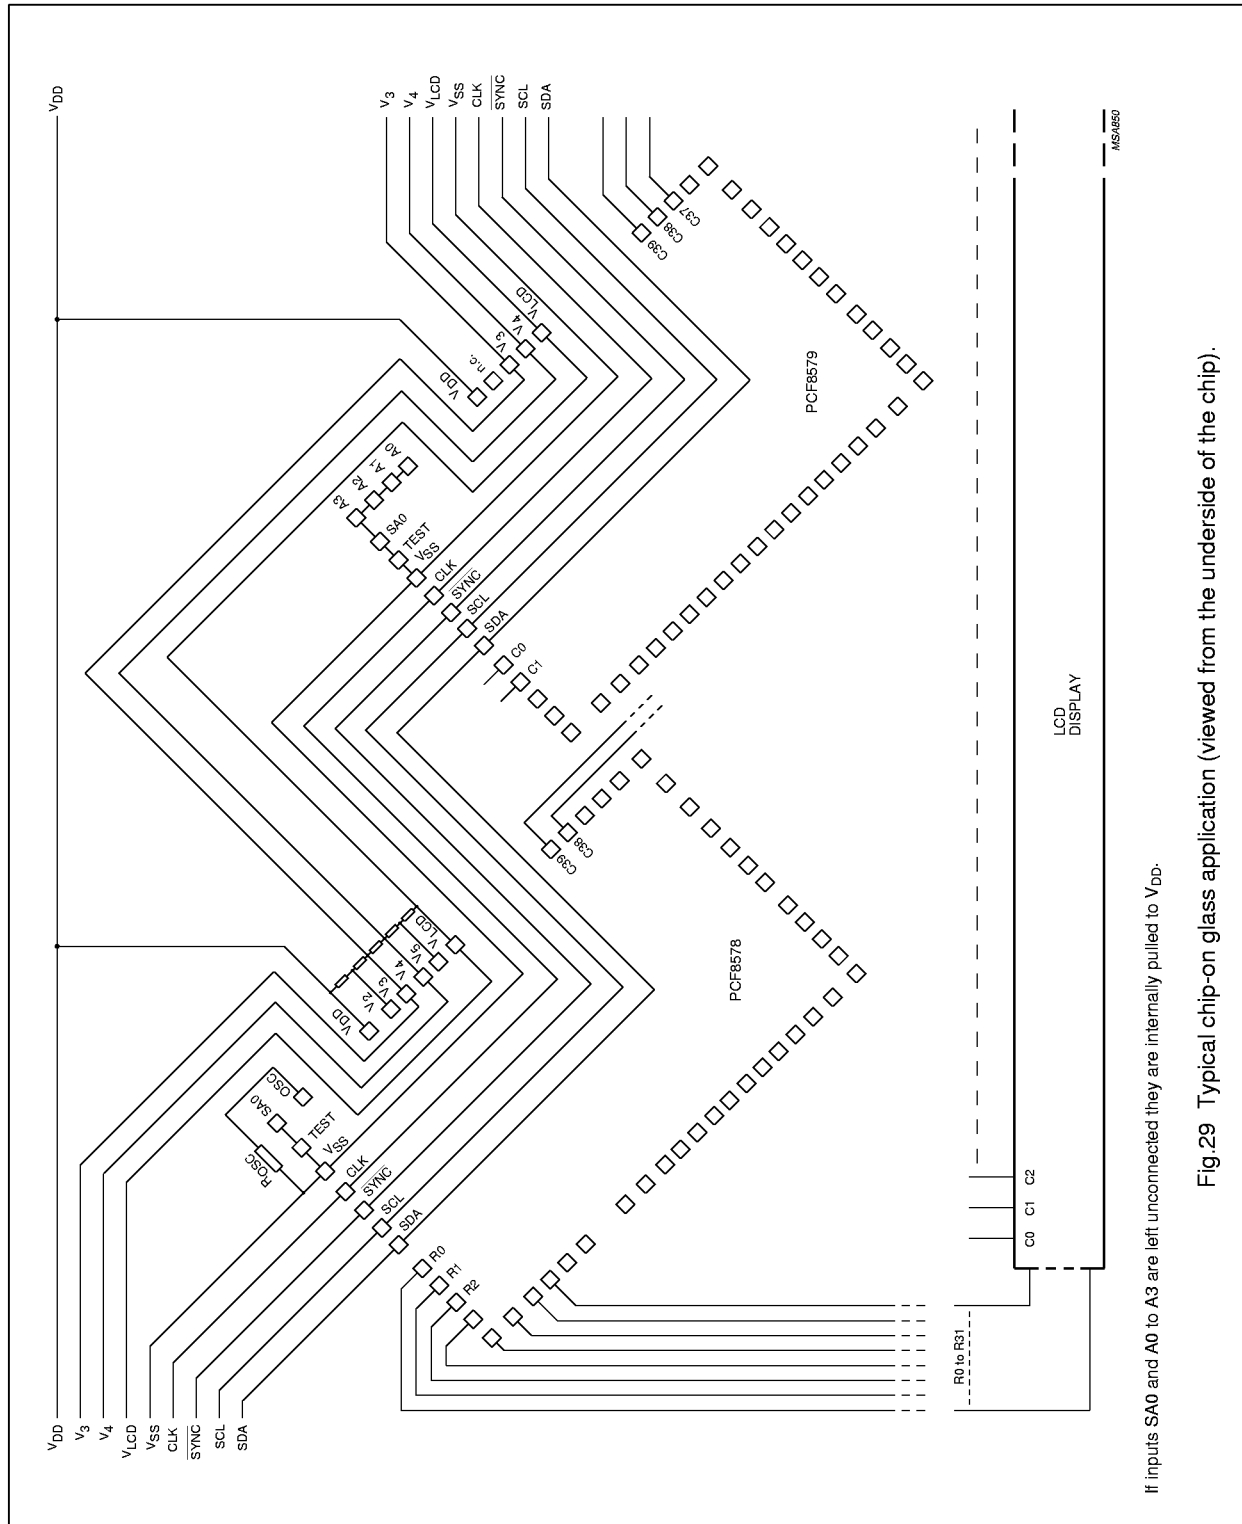 VDD
V3
V4
VLCD
VSS
CLK
SYNC
SCL
SDA
VDD
V3
V4
VLCD
VSS
CLK
SYNC
SCL
SDA
ROSC
OSC
SA0
TEST
VSS
CLK
SYNC
SCL
SDA
R0
R1
R2
VDD
V2
V3
V4
V5
VLCD
C39
C38
PCF8578
A3
A2
A1
A0
SA0
TEST
VSS
CLK
SYNC
SCL
SDA
C0
C1
VDD
n.c.
V3
V4
VLCD
C39
C38
C37
PCF8579
R0 to R31
C0
C1
C2
LCD
DISPLAY
MSA850
If inputs SA0 and A0 to A3 are left unconnected they are internally pulled to VDD.
Fig.29 Typical chip-on glass application (viewed from the underside of the chip).